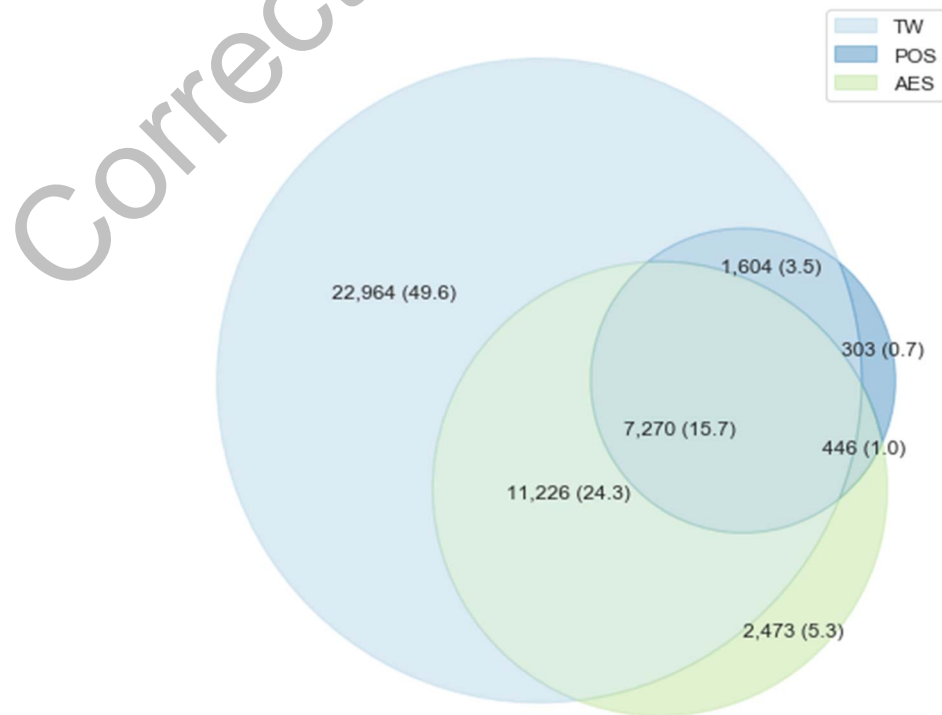 Correc
TW
POS
AES
1,604 (3.5)
22,964 (49.6)
303 (0.7)
7,270 (15.7)
446 (1.0)
11,226 (24.3)
2,473 (5.3)